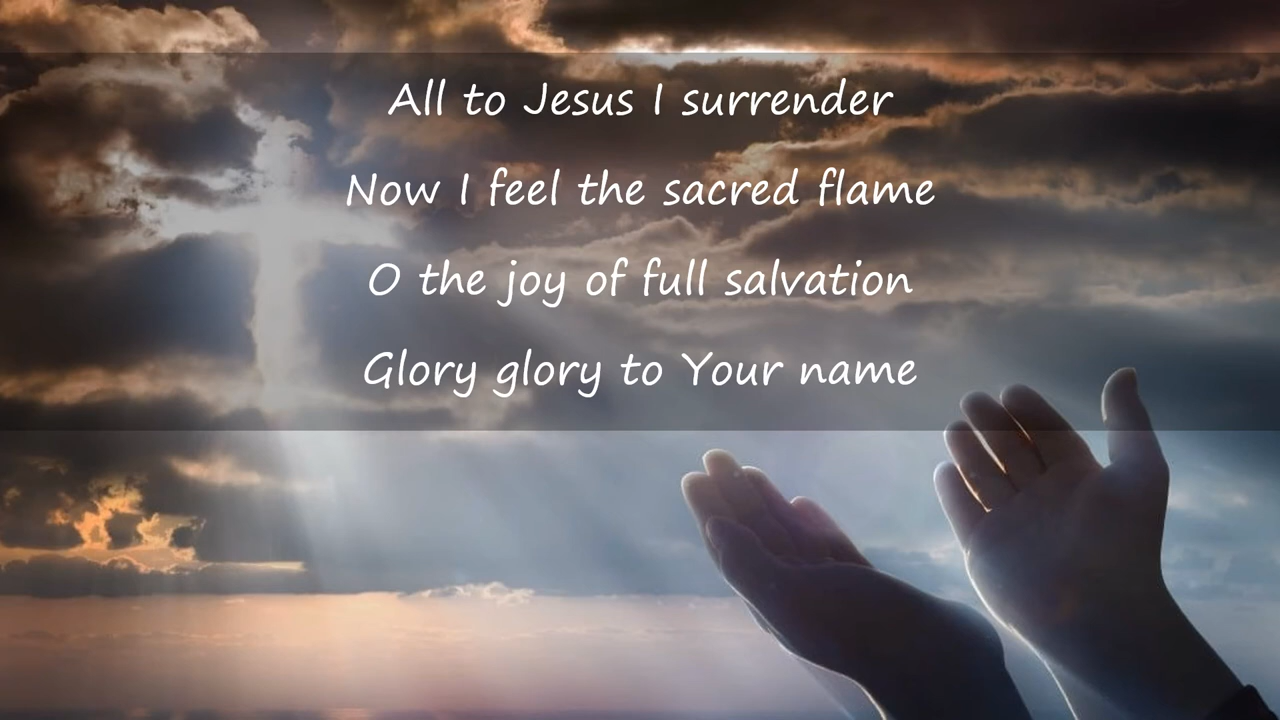 All to Jesus I surrender
Now I feel the sacred flame
O the joy of full salvation
Glory glory to Your name